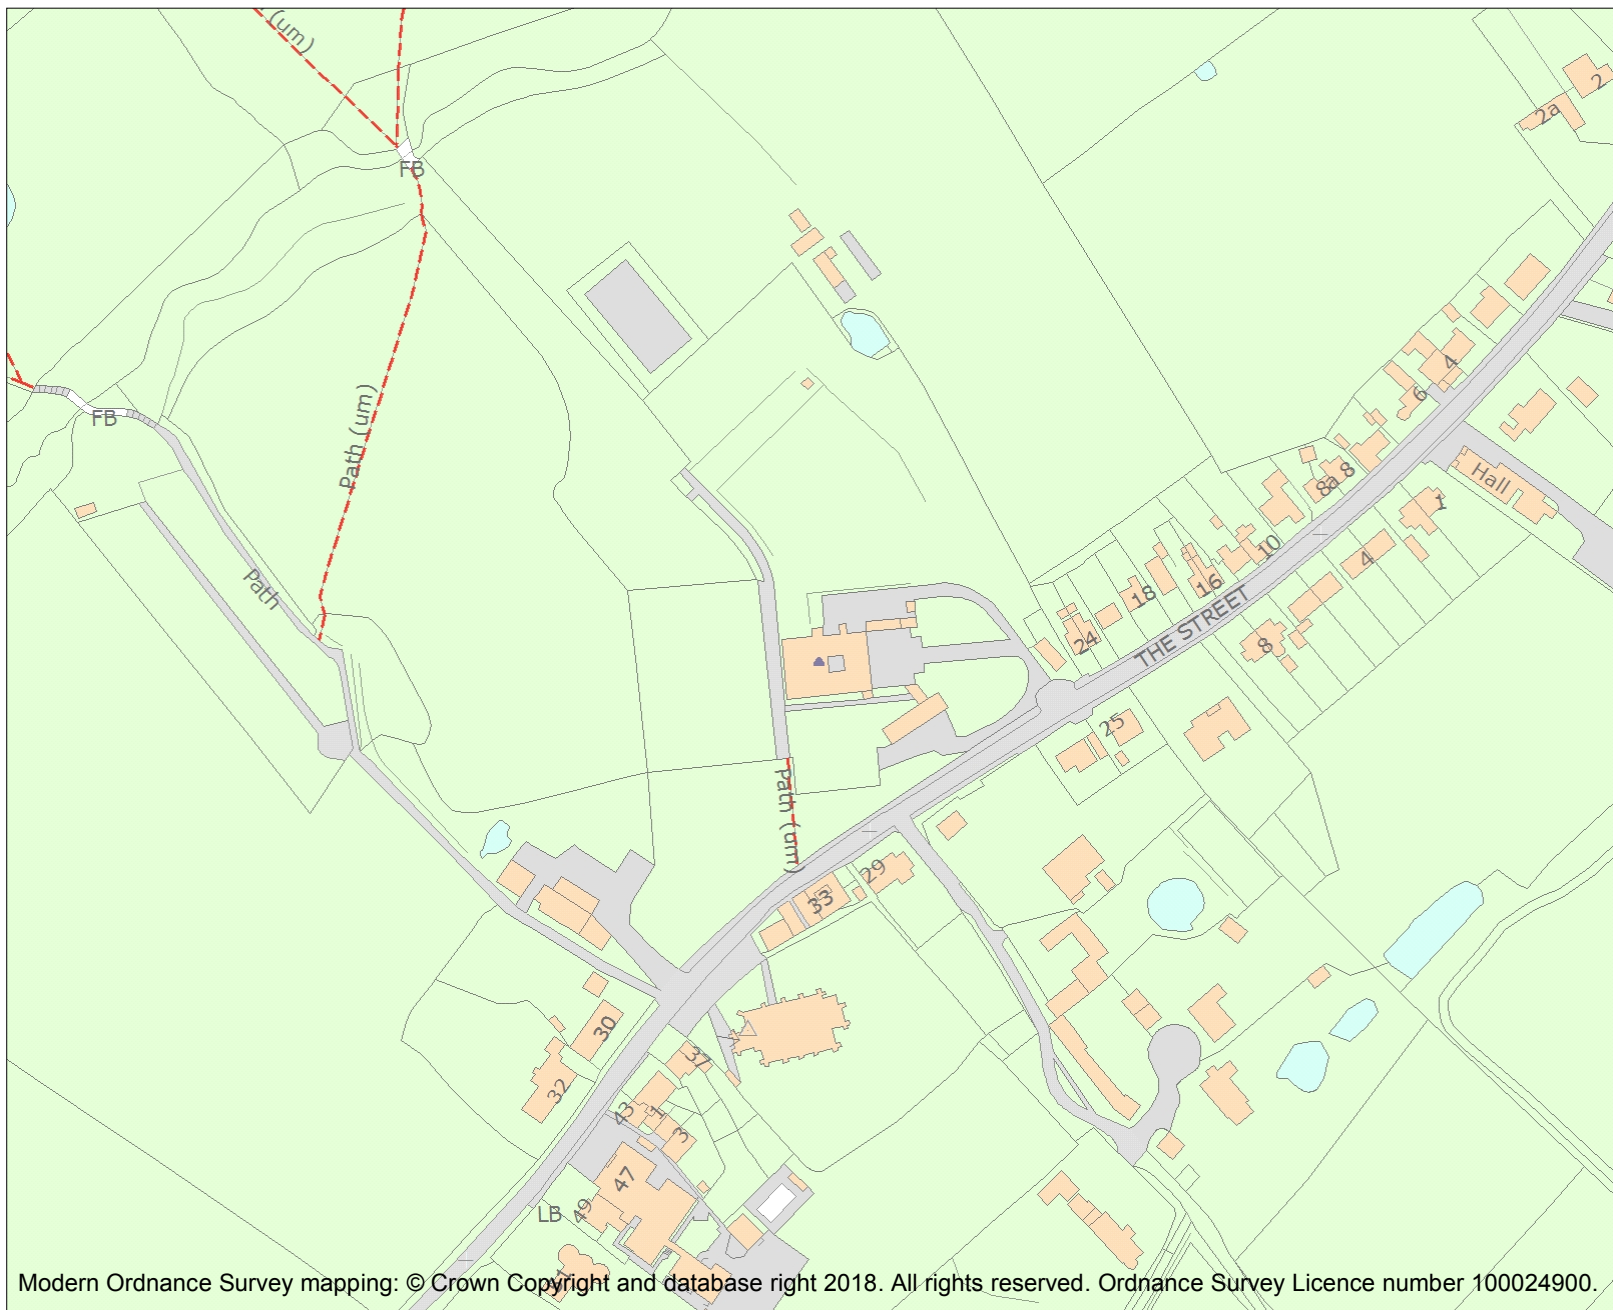 (um)
FB
2
2a
Path (um)
FB
4
6
8
8a
Hall
1
Path
10
4
16
18
THE STREET
24
8
25
Path (um)
29
33
30
37
32
43
1
3
47
49
LB
Modern Ordnance Survey mapping: © Crown Copyright and database right 2018. All rights reserved. Ordnance Survey Licence number 100024900.